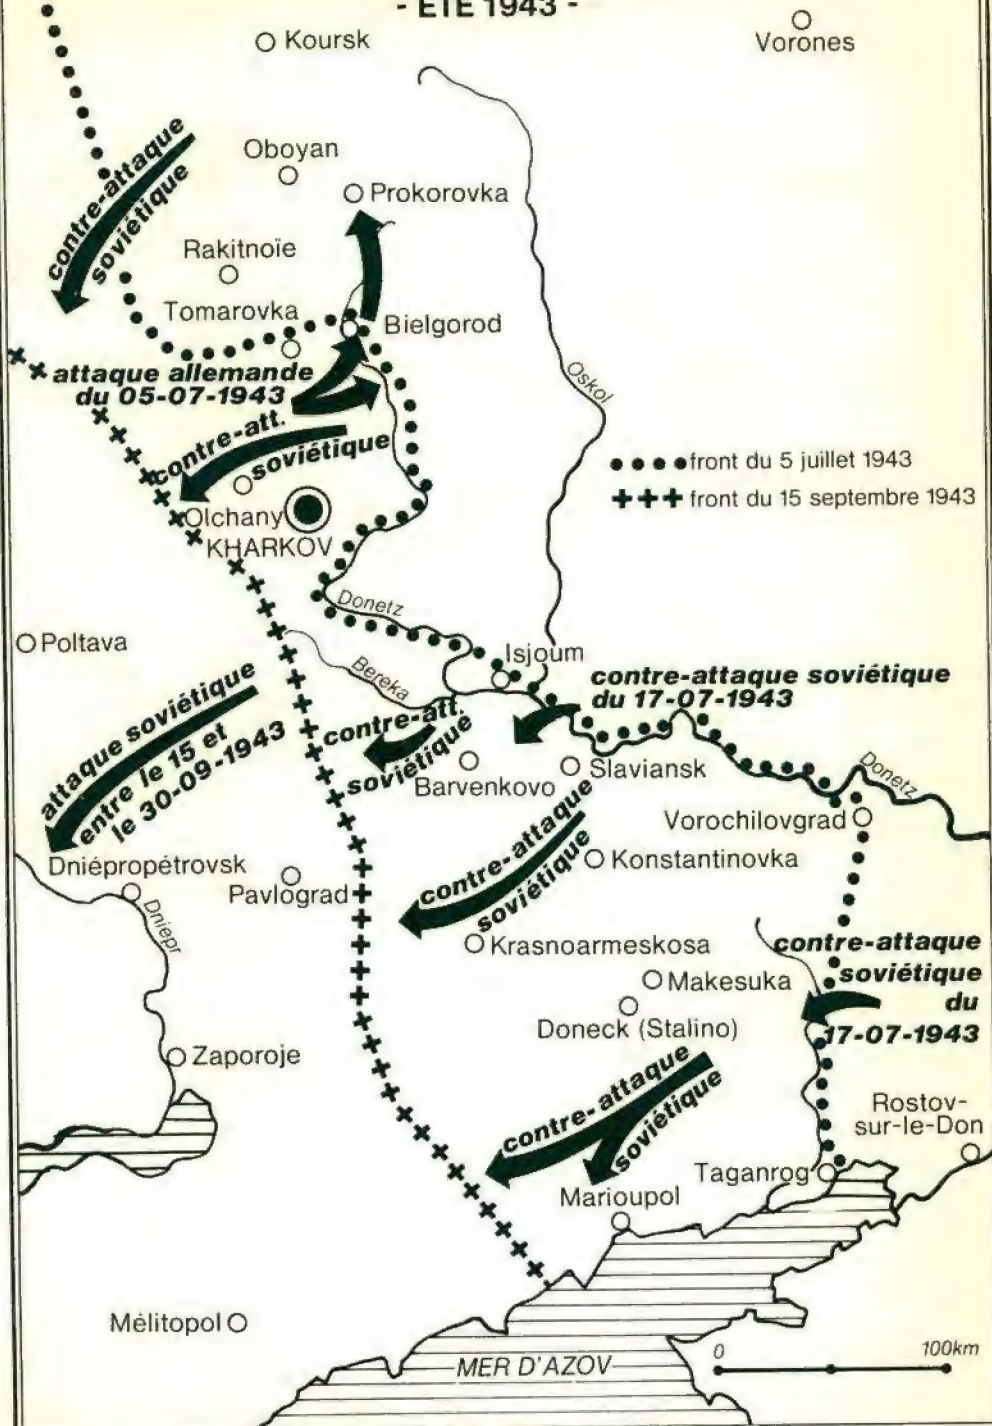 - ETE 1943 -
Koursk
Vorones
contre-attaque
soviétique
Oboyan
Prokorovka
Rakitnoïe
Tomarovka
Bielgorod
attaque allemande
du 05-07-1943
Oskol
contre-att.
soviétique
front du 5 juillet 1943
front du 15 septembre 1943
Olchany
KHARKOV
Donetz
Poltava
Isjoum
Bereka
contre-attaque soviétique
du 17-07-1943
attaque soviétique
entre le 15 et
le 30-09-1943
contre-att.
soviétique
Barvenkovo
Slaviansk
Donetz
Vorochilovgrad
contre-attaque
soviétique
Konstantinovka
Dniépropétrovsk
Pavlograd
Dniepr
Krasnoarmeskosa
contre-attaque
soviétique
du
17-07-1943
Makesuka
Doneck (Stalino)
Zaporoje
contre-attaque
soviétique
Rostov-
sur-le-Don
Taganrog
Marioupol
Mélitopol
MER D'AZOV
0
100km